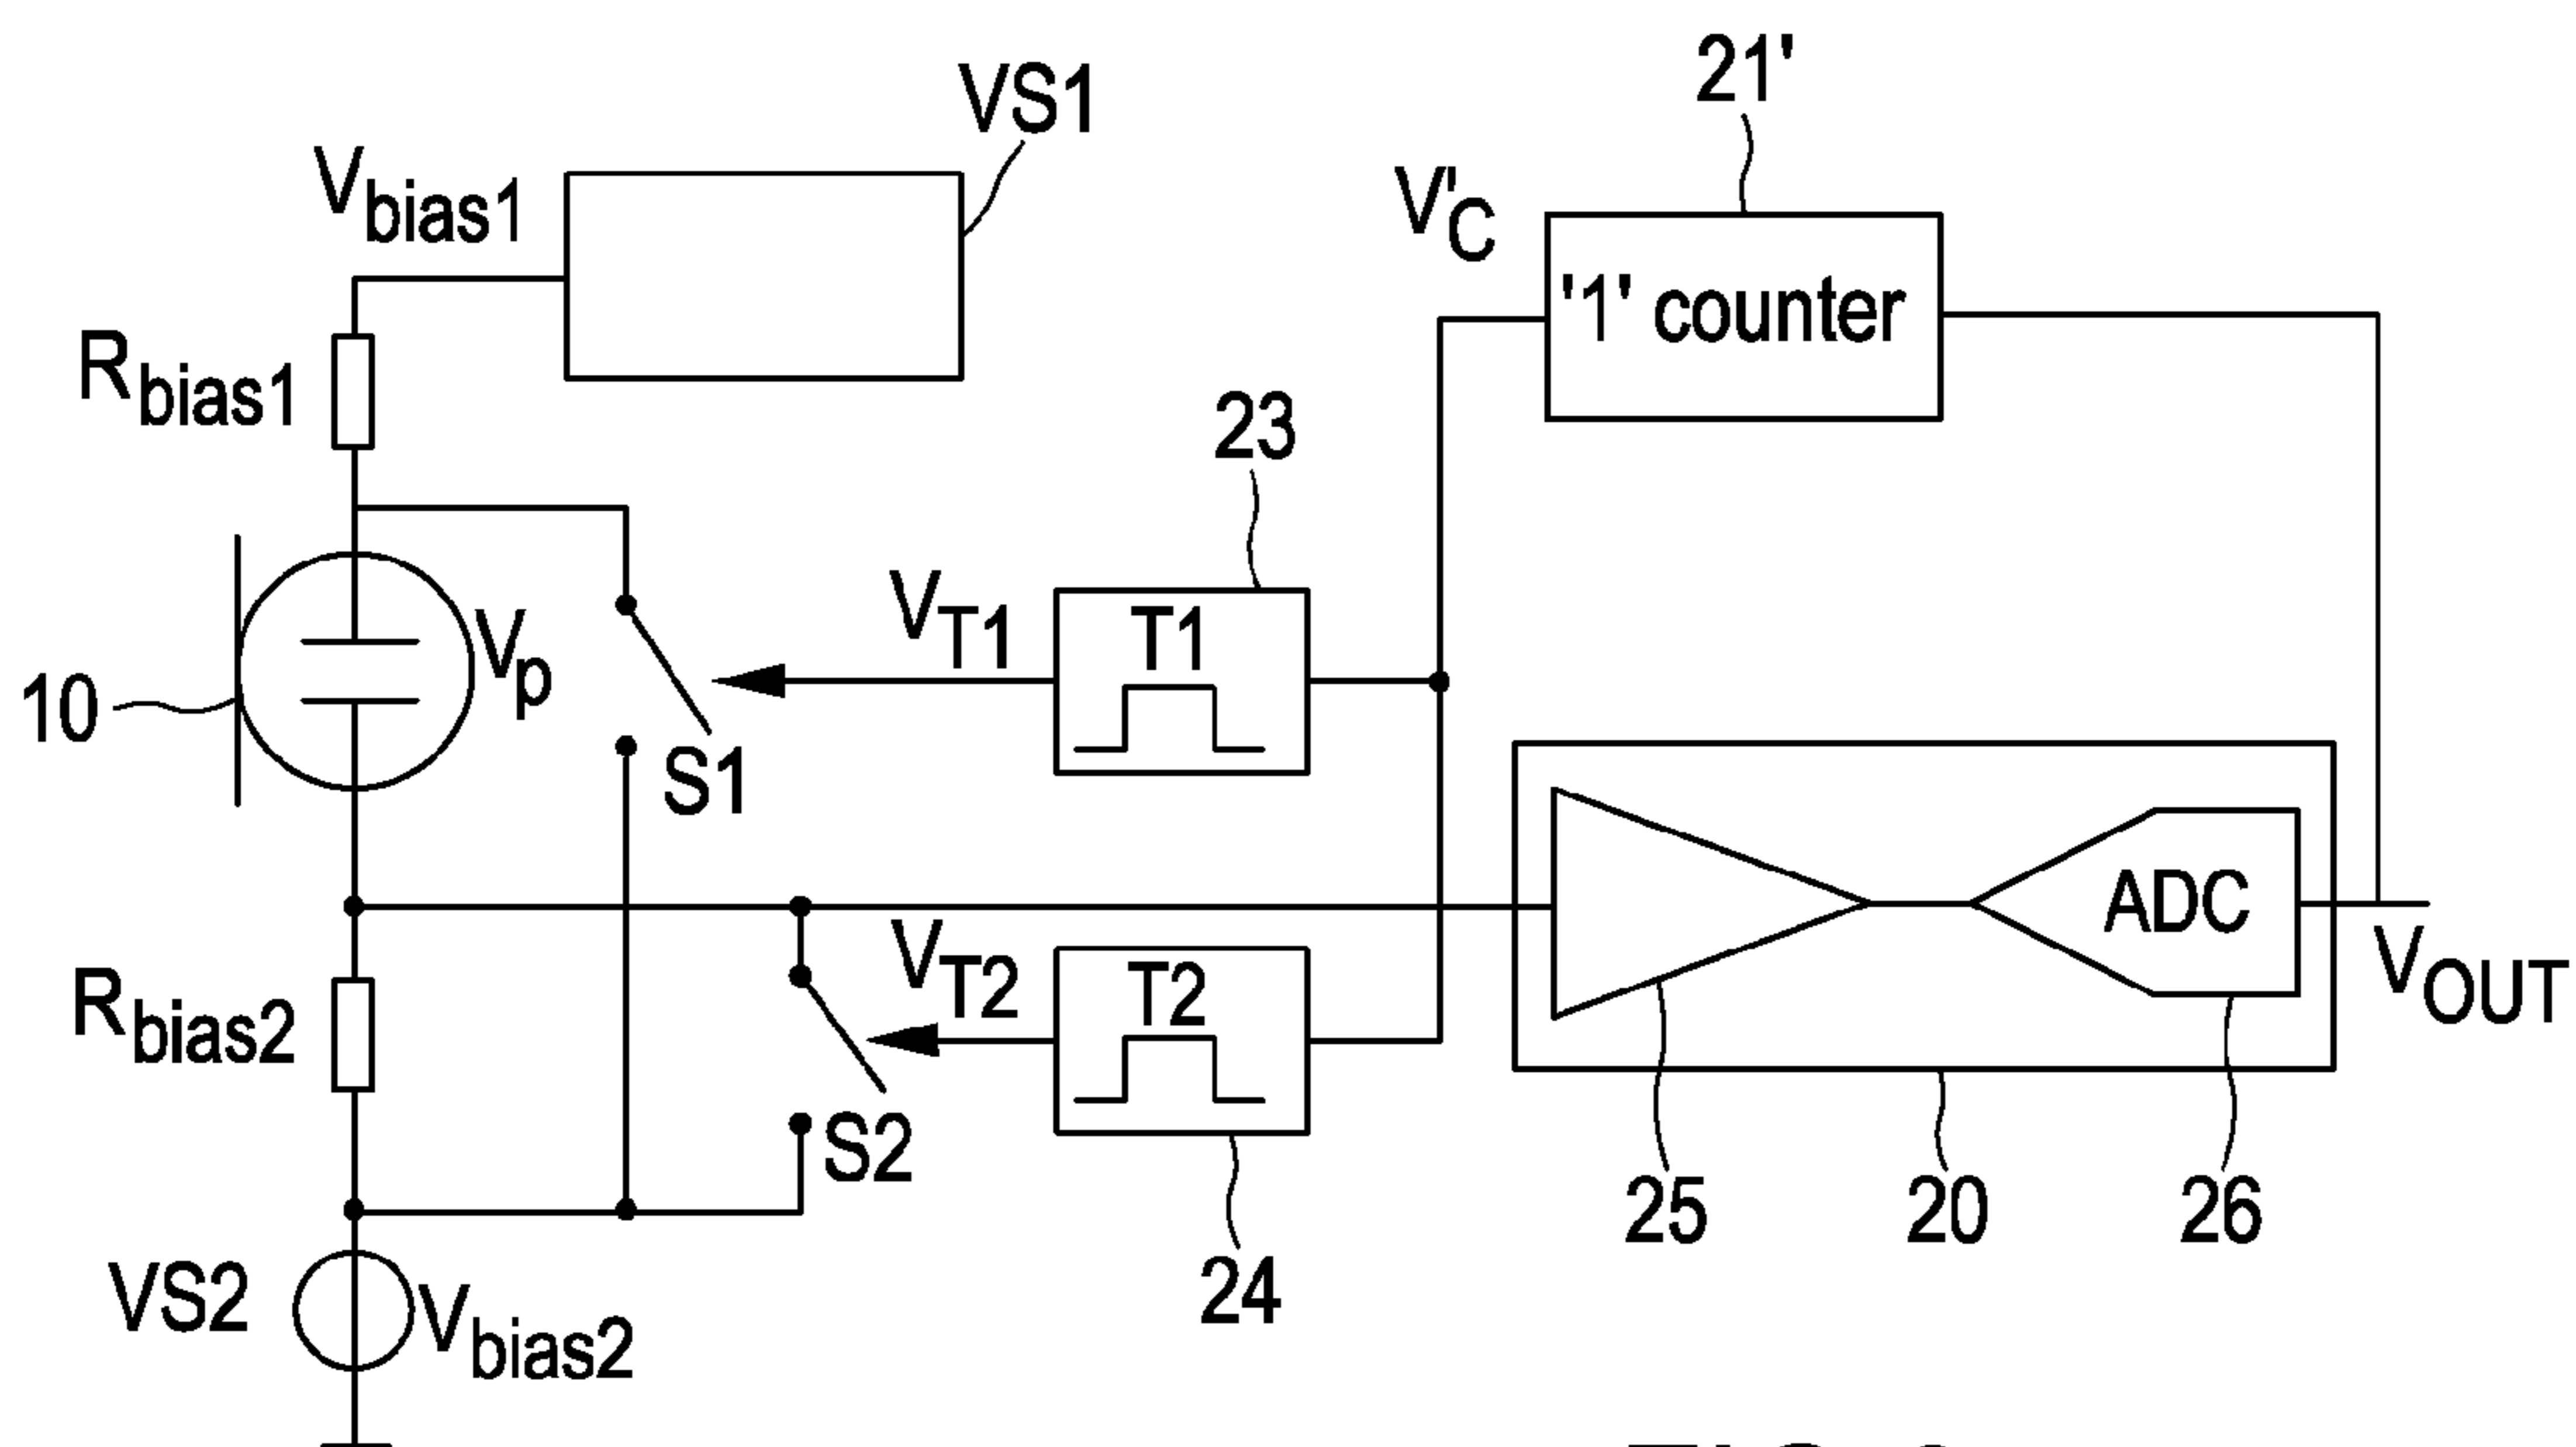 21'
VS1
V'C
Vbias1
'1' counter
Rbias1
23
VT1
T1
Vp
10
S1
ADC
VT2
T2
VOUT
Rbias2
S2
25
20
26
24
VS2
Vbias2